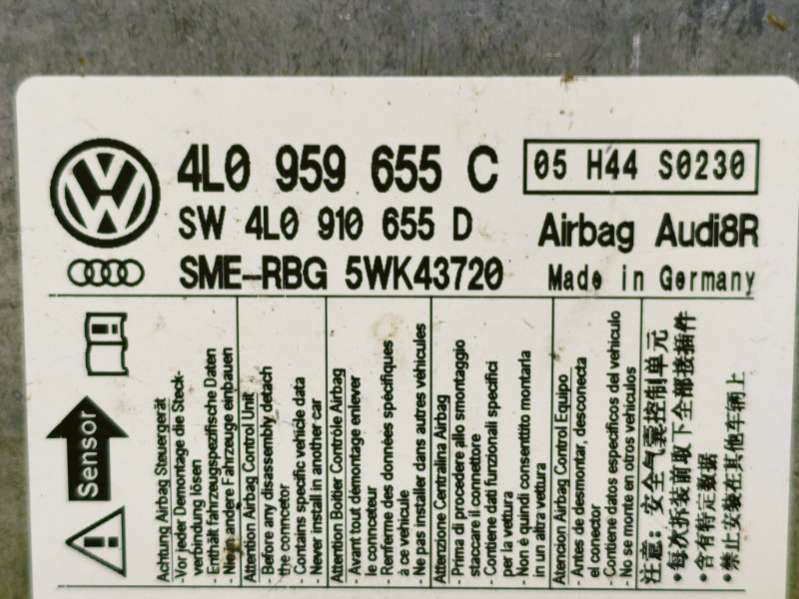 4L0 959 655 C
05 H44 S0230
SW 4L0 910 655 D
Airbag Audi8R
SME-RBG 5WK43720
Made in Germany
Sensor
Achtung Airbag Steuergerät
- Vor jeder Demontage die Steck-
verbindung lösen
- Enthält fahrzeugspezifische Daten
- Nie in andere Fahrzeuge einbauen
Attention Airbag Control Unit
- Before any disassembly detach
the connector
- Contains specific vehicle data
- Never install in another car
Attention Boitier Contrôle Airbag
- Avant tout démontage enlever
le connceteur
- Renferme des données spécifiques
à ce véhicule
- Ne pas installer dans autres véhicules
Attenzione Centralina Airbag
- Prima di procedere allo smontaggio
staccare il connettore
- Contiene dati funzionali specifici
per la vettura
- Non è quindi consentito montarla
in un altra vettura
Atencion Airbag Control Equipo
- Antes de desmontar, desconecta
el conector
- Contiene datos especificos del vehiculo
- No se monte en otros vehiculos
注意: 安全气囊控制单元
•每次拆装前取下全部接插件
•含有特定数据
•禁止安装在其他车辆上